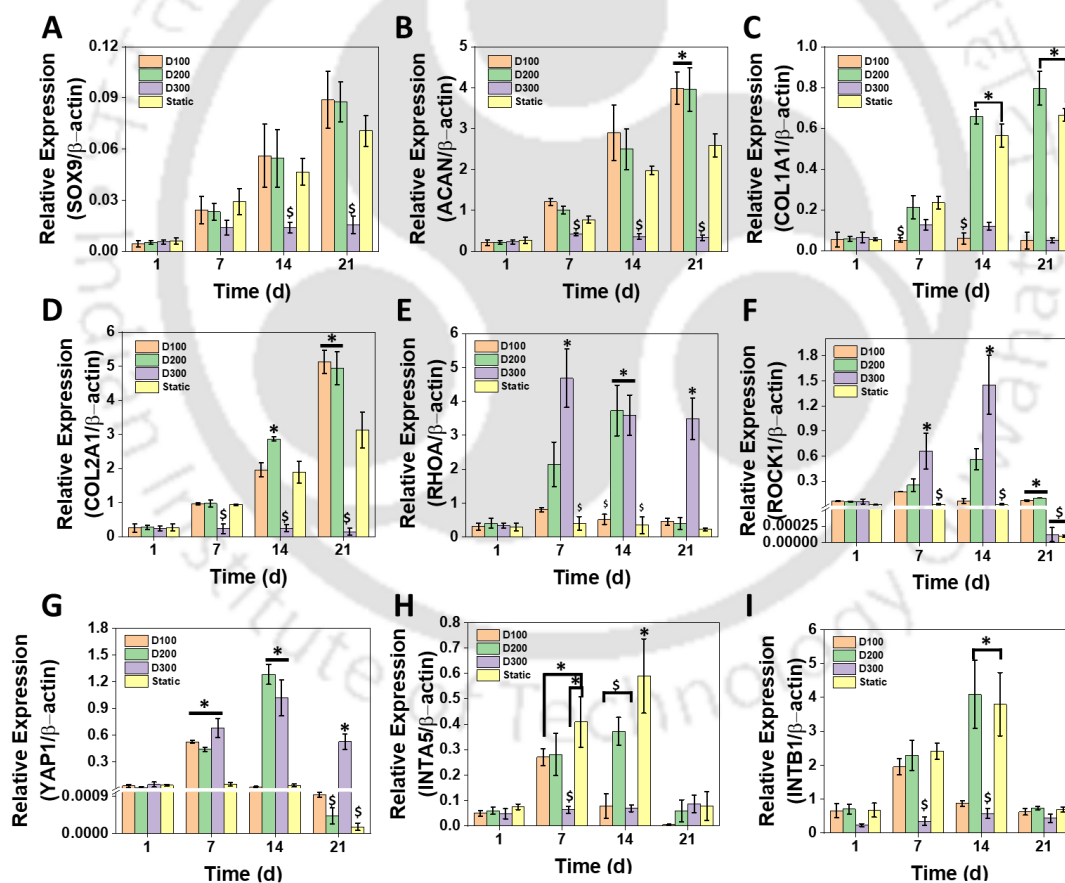 A
Relative Expression
(SOX9/β-actin)
0.12
0.09
0.06
0.03
0.00
D100
D200
D300
Static
$
$
1 7 14 21
Time (d)
B
Relative Expression
(ACAN/β-actin)
5
4
3
2
1
0
D100
D200
D300
Static
*
$
$
$
1 7 14 21
Time (d)
C
Relative Expression
(COL1A1/β-actin)
1.0
0.8
0.6
0.4
0.2
0.0
D100
D200
D300
Static
*
*
$
$
1 7 14 21
Time (d)
D
Relative Expression
(COL2A1/β-actin)
6
5
4
3
2
1
0
D100
D200
D300
Static
*
*
$
$
$
1 7 14 21
Time (d)
E
Relative Expression
(RHOA/β-actin)
6
5
4
3
2
1
0
D100
D200
D300
Static
*
*
*
$
$
$
1 7 14 21
Time (d)
F
Relative Expression
(ROCK1/β-actin)
1.8
1.5
1.2
0.9
0.6
0.3
0.00025
0.00000
D100
D200
D300
Static
*
*
*
$
$
$
1 7 14 21
Time (d)
G
Relative Expression
(YAP1/β-actin)
1.8
1.5
1.2
0.9
0.6
0.3
0.0009
0.0000
D100
D200
D300
Static
*
*
*
$
$
1 7 14 21
Time (d)
H
Relative Expression
(INTA5/β-actin)
0.8
0.7
0.6
0.5
0.4
0.3
0.2
0.1
0.0
D100
D200
D300
Static
*
*
*
$
$
1 7 14 21
Time (d)
I
Relative Expression
(INTB1/β-actin)
6
5
4
3
2
1
0
D100
D200
D300
Static
*
$
$
1 7 14 21
Time (d)
Institute of Technology